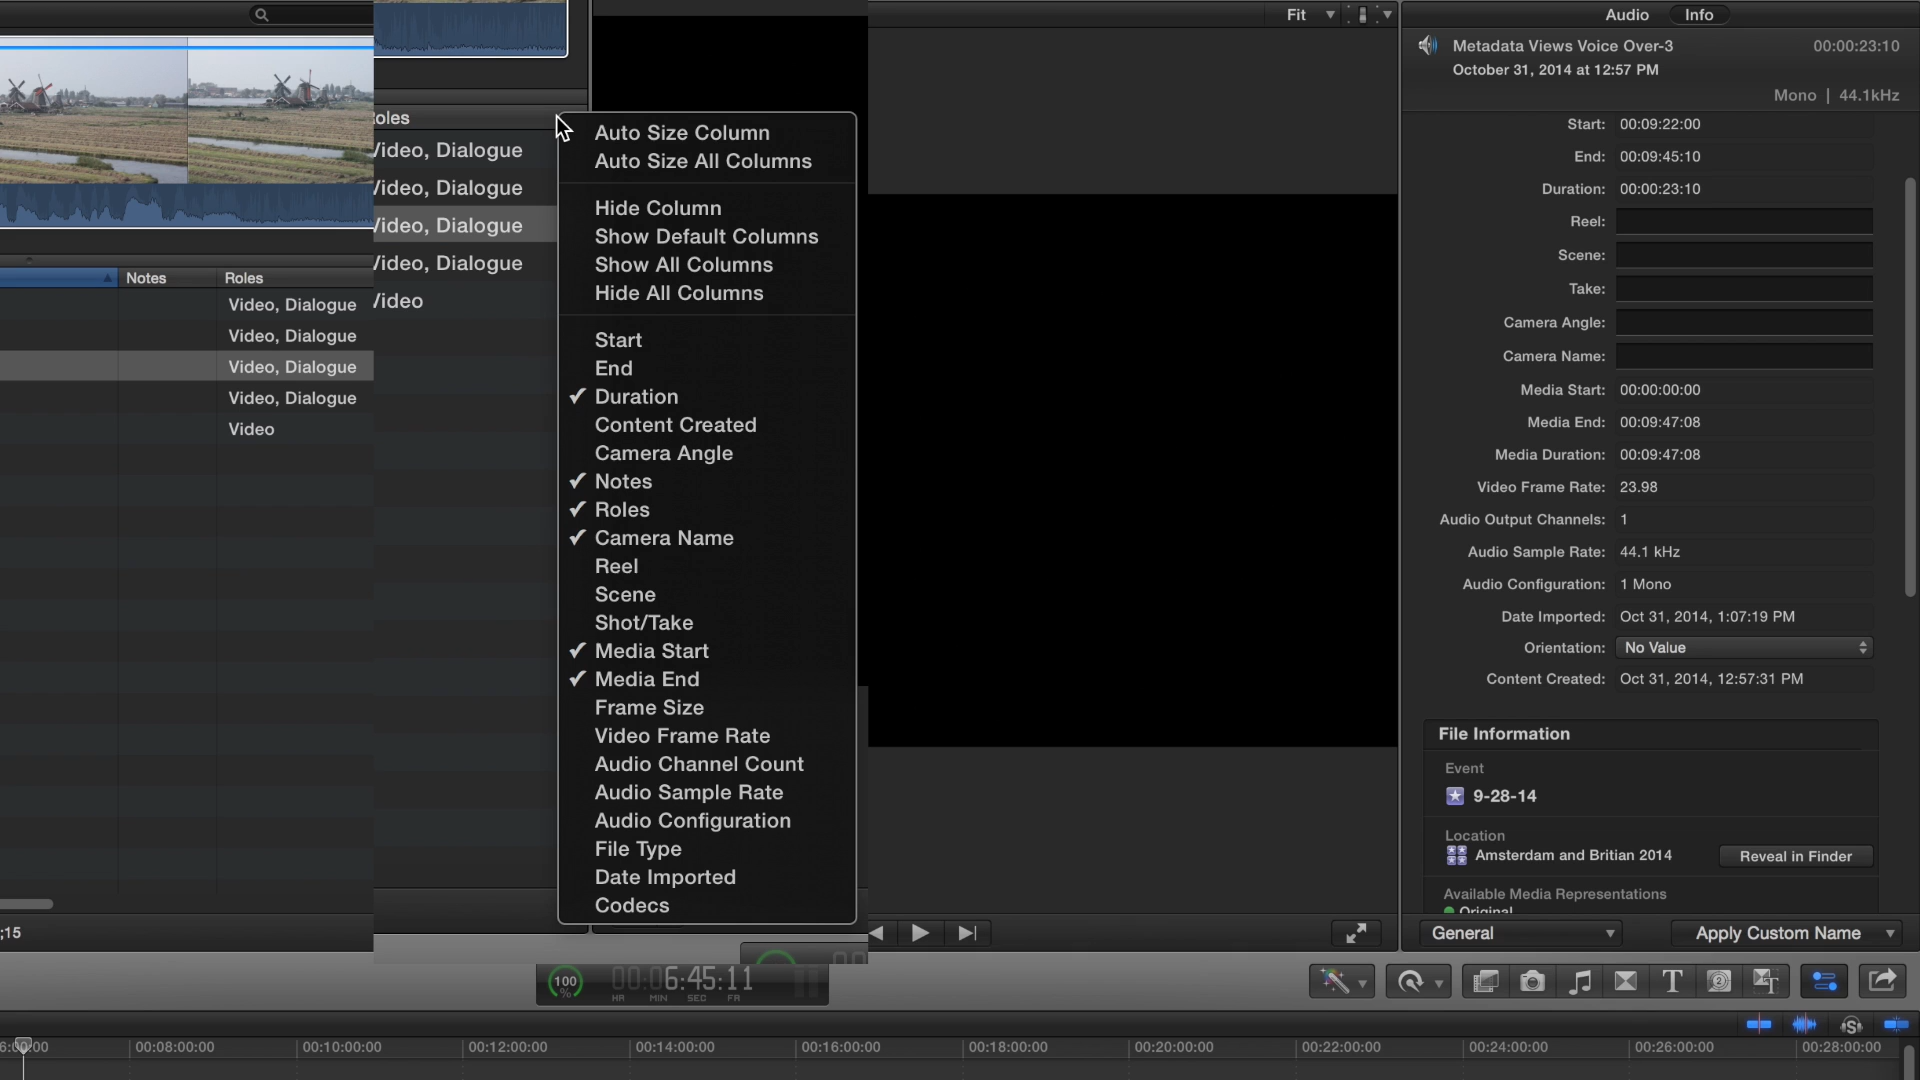 Notes Roles
Video, Dialogue
Video, Dialogue
Video, Dialogue
Video, Dialogue
Video
;15
oles
Video, Dialogue
Video, Dialogue
Video, Dialogue
Video, Dialogue
Video
Auto Size Column
Auto Size All Columns
Hide Column
Show Default Columns
Show All Columns
Hide All Columns
Start
End
✓ Duration
Content Created
Camera Angle
✓ Notes
✓ Roles
✓ Camera Name
Reel
Scene
Shot/Take
✓ Media Start
✓ Media End
Frame Size
Video Frame Rate
Audio Channel Count
Audio Sample Rate
Audio Configuration
File Type
Date Imported
Codecs
Fit
Audio Info
Metadata Views Voice Over-3 00:00:23:10
October 31, 2014 at 12:57 PM
Mono | 44.1kHz
Start: 00:09:22:00
End: 00:09:45:10
Duration: 00:00:23:10
Reel:
Scene:
Take:
Camera Angle:
Camera Name:
Media Start: 00:00:00:00
Media End: 00:09:47:08
Media Duration: 00:09:47:08
Video Frame Rate: 23.98
Audio Output Channels: 1
Audio Sample Rate: 44.1 kHz
Audio Configuration: 1 Mono
Date Imported: Oct 31, 2014, 1:07:19 PM
Orientation: No Value
Content Created: Oct 31, 2014, 12:57:31 PM
File Information
Event
9-28-14
Location
Amsterdam and Britian 2014 Reveal in Finder
Available Media Representations
Original
General Apply Custom Name
100 % 00:06:45:11
HR MIN SEC FR
00:08:00:00 00:10:00:00 00:12:00:00 00:14:00:00 00:16:00:00 00:18:00:00 00:20:00:00 00:22:00:00 00:24:00:00 00:26:00:00 00:28:00:00